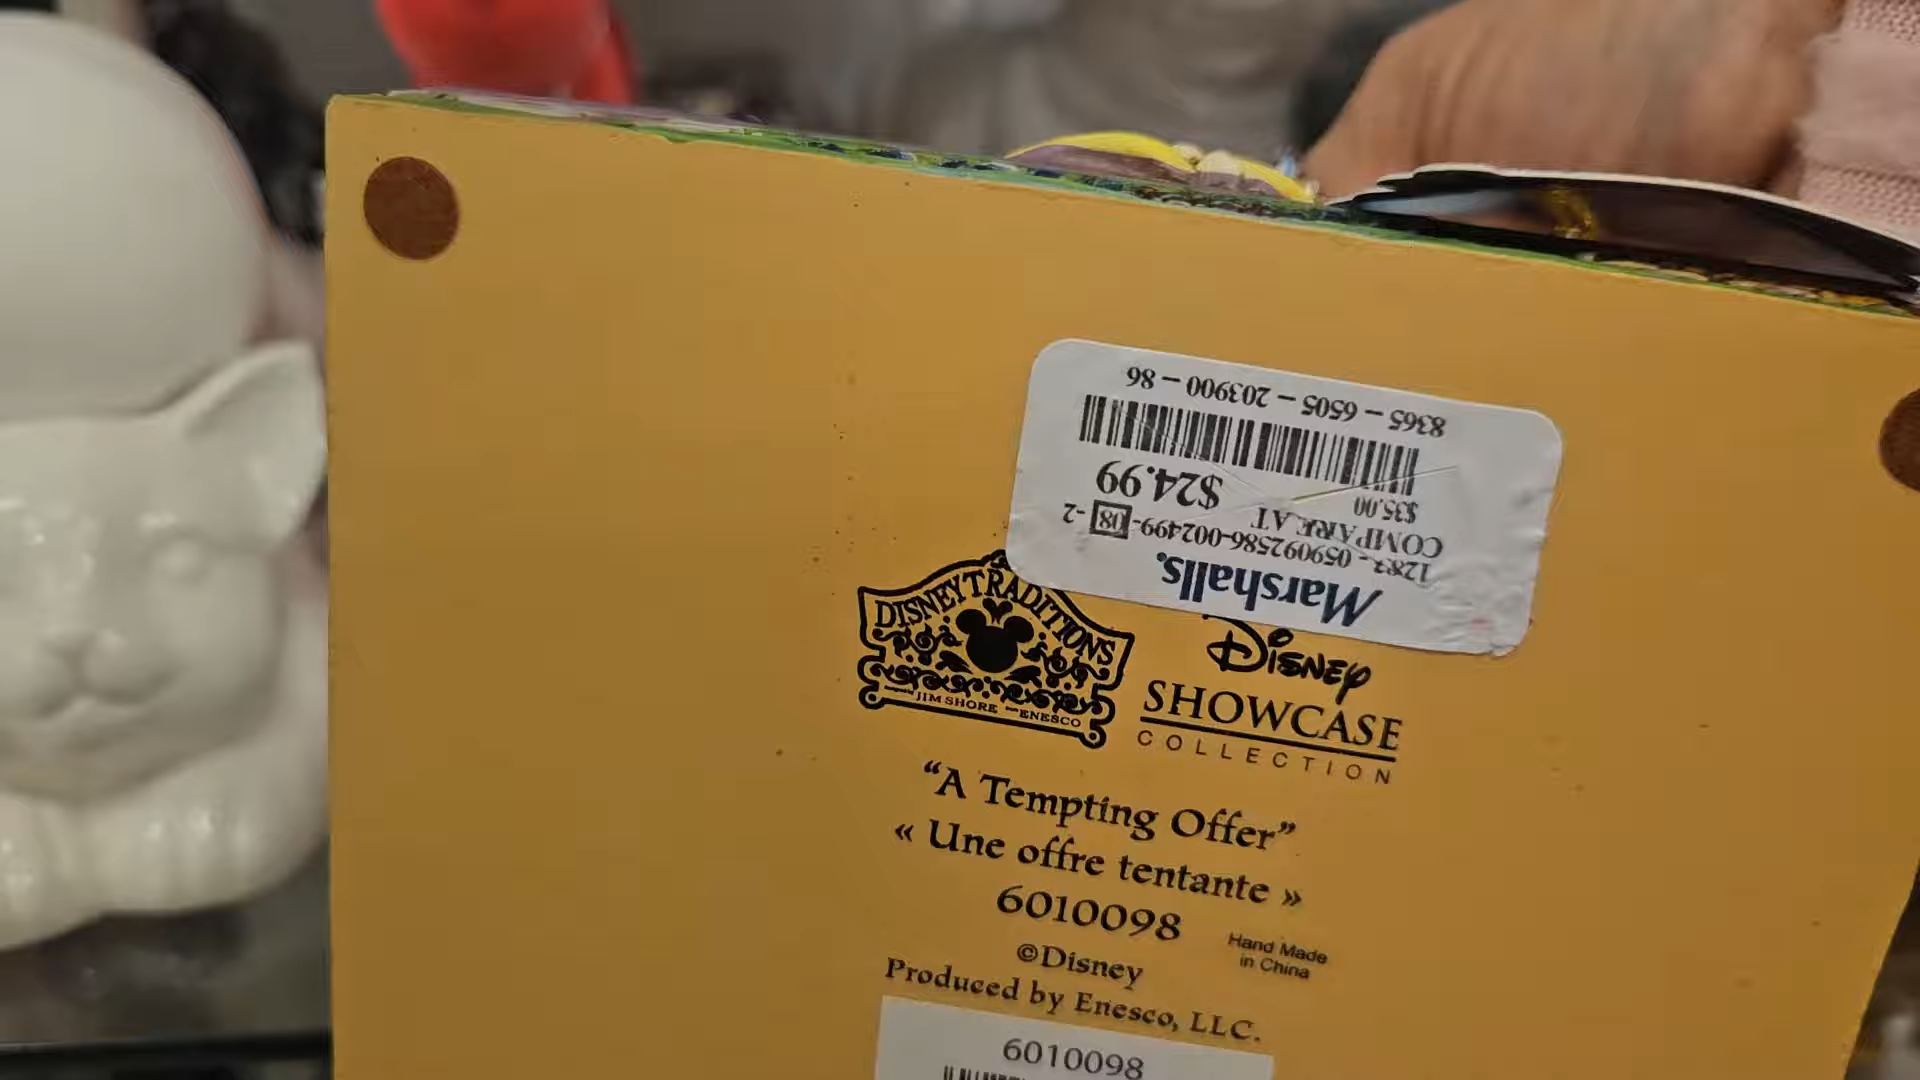 Marshalls.
1287 - 059092586-002499- 08 -2
COMPARE AT
$35.00
$24.99
8365 - 6505 - 203900 - 86
DISNEY TRADITIONS
JIM SHORE
ENESCO
Disney
SHOWCASE
COLLECTION
“A Tempting Offer”
« Une offre tentante »
6010098
Hand Made
in China
©Disney
Produced by Enesco, LLC.
6010098